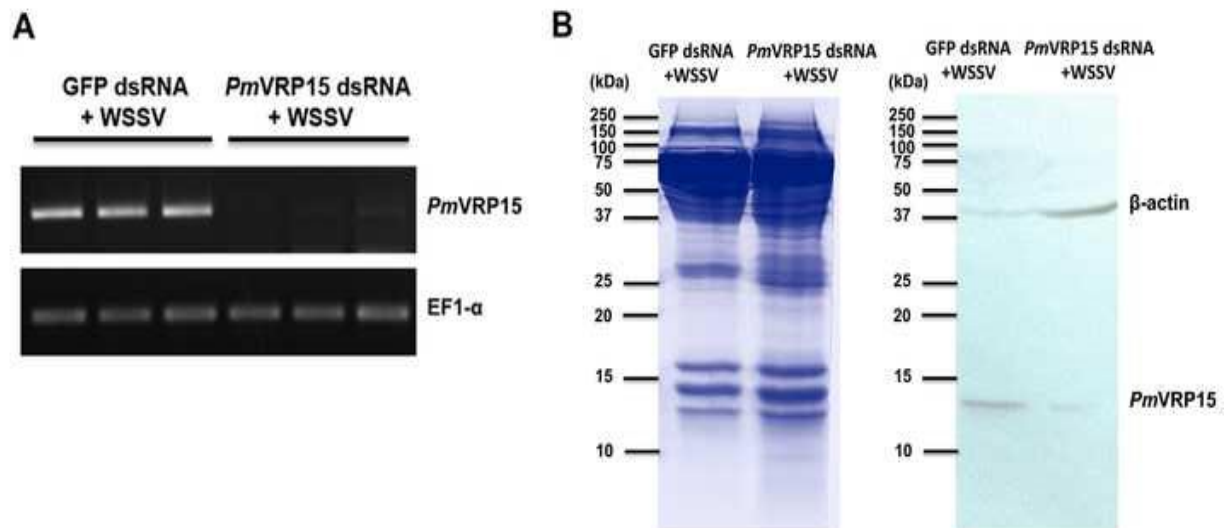 A
GFP dsRNA
+ WSSV
PmVRP15 dsRNA
+ WSSV
PmVRP15
EF1-α
B
(kDa)
GFP dsRNA
+WSSV
PmVRP15 dsRNA
+WSSV
250
150
100
75
50
37
25
20
15
10
(kDa)
GFP dsRNA
+WSSV
PmVRP15 dsRNA
+WSSV
250
150
100
75
50
37
25
20
15
10
β-actin
PmVRP15